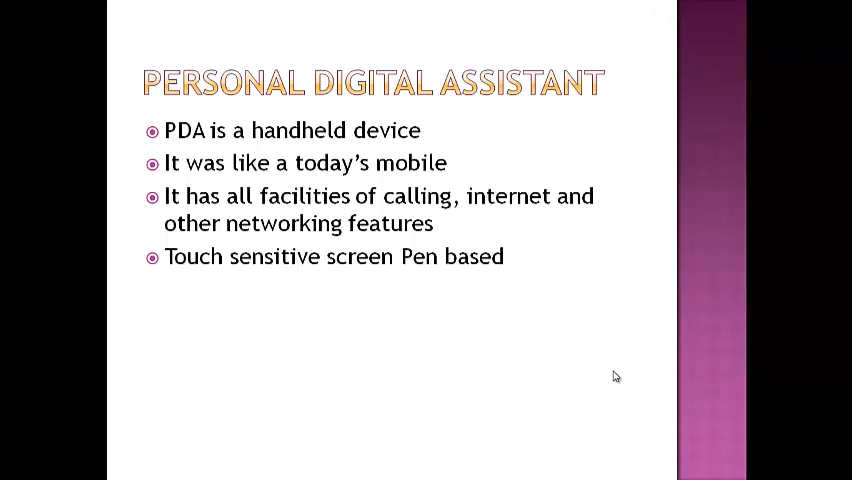 PERSONAL DIGITAL ASSISTANT
PDA is a handheld device
It was like a today's mobile
It has all facilities of calling, internet and
other networking features
Touch sensitive screen Pen based